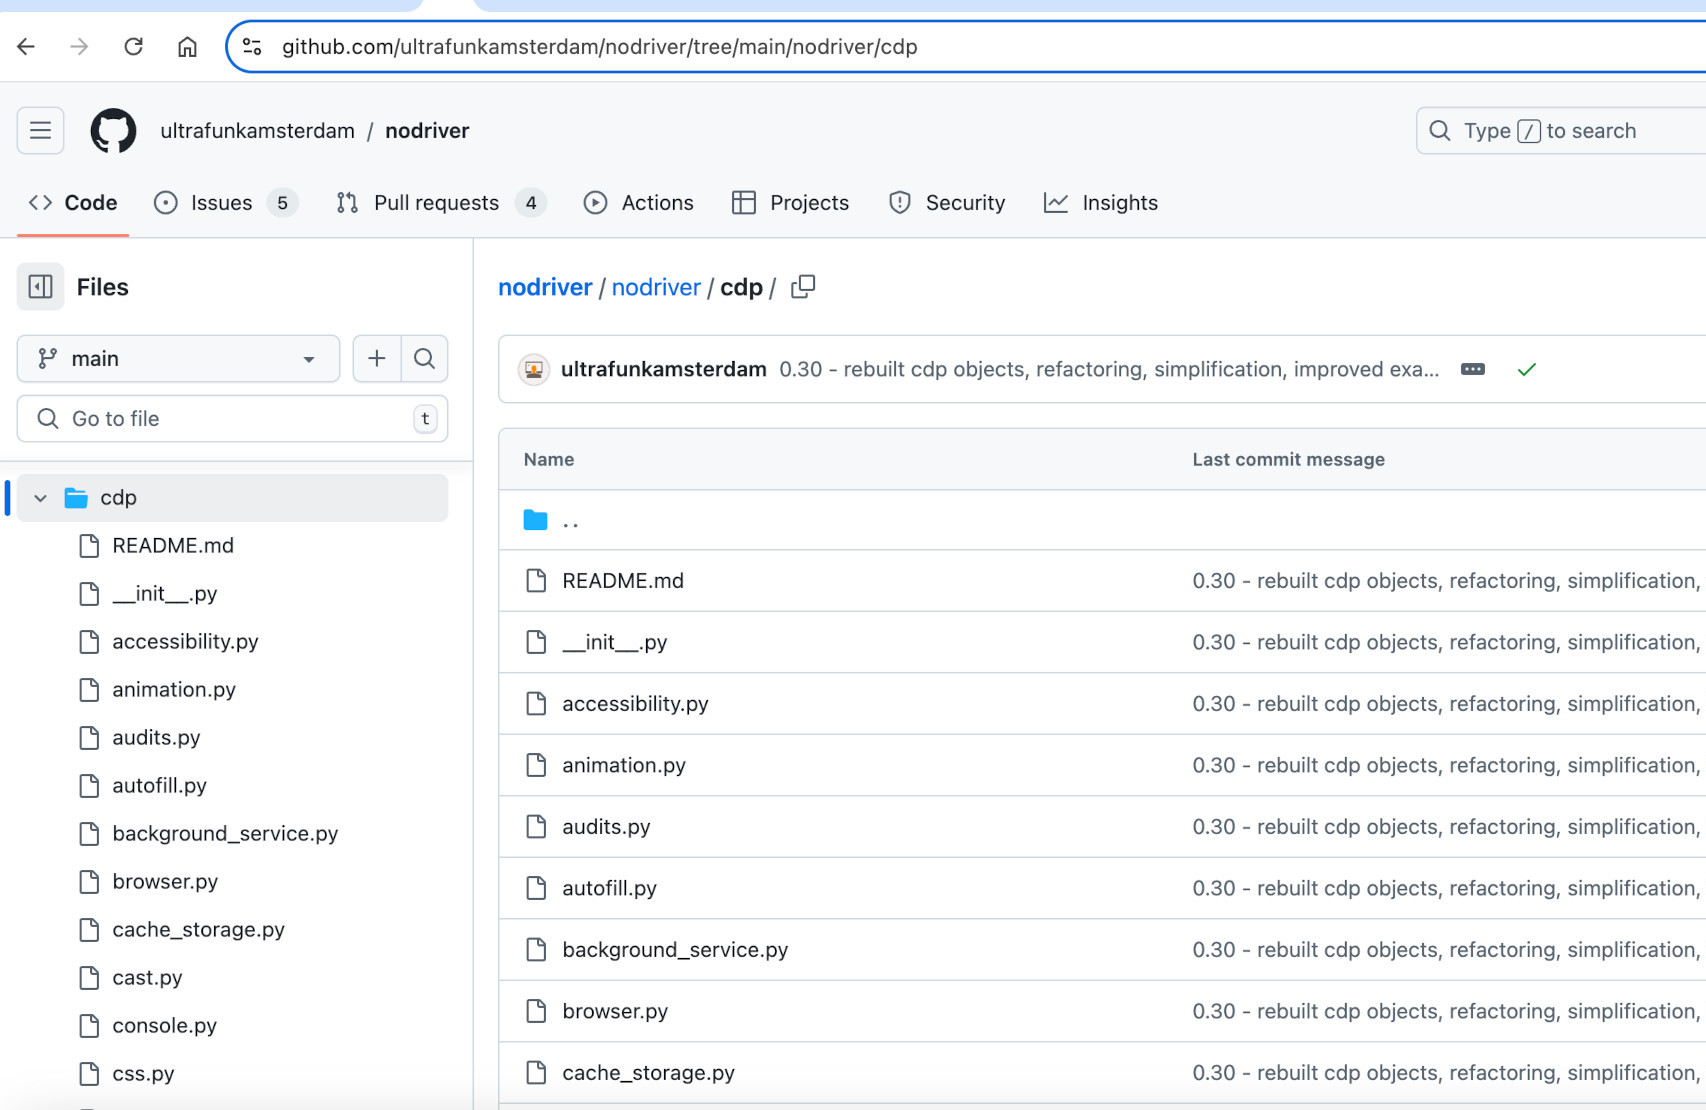 github.com/ultrafunkamsterdam/nodriver/tree/main/nodriver/cdp
ultrafunkamsterdam / nodriver
Type / to search
Code
Issues 5
Pull requests 4
Actions
Projects
Security
Insights
Files
main
Go to file
t
cdp
README.md
__init__.py
accessibility.py
animation.py
audits.py
autofill.py
background_service.py
browser.py
cache_storage.py
cast.py
console.py
css.py
nodriver / nodriver / cdp /
ultrafunkamsterdam 0.30 - rebuilt cdp objects, refactoring, simplification, improved exa...
Name Last commit message
..
README.md 0.30 - rebuilt cdp objects, refactoring, simplification,
__init__.py 0.30 - rebuilt cdp objects, refactoring, simplification,
accessibility.py 0.30 - rebuilt cdp objects, refactoring, simplification,
animation.py 0.30 - rebuilt cdp objects, refactoring, simplification,
audits.py 0.30 - rebuilt cdp objects, refactoring, simplification,
autofill.py 0.30 - rebuilt cdp objects, refactoring, simplification,
background_service.py 0.30 - rebuilt cdp objects, refactoring, simplification,
browser.py 0.30 - rebuilt cdp objects, refactoring, simplification,
cache_storage.py 0.30 - rebuilt cdp objects, refactoring, simplification,